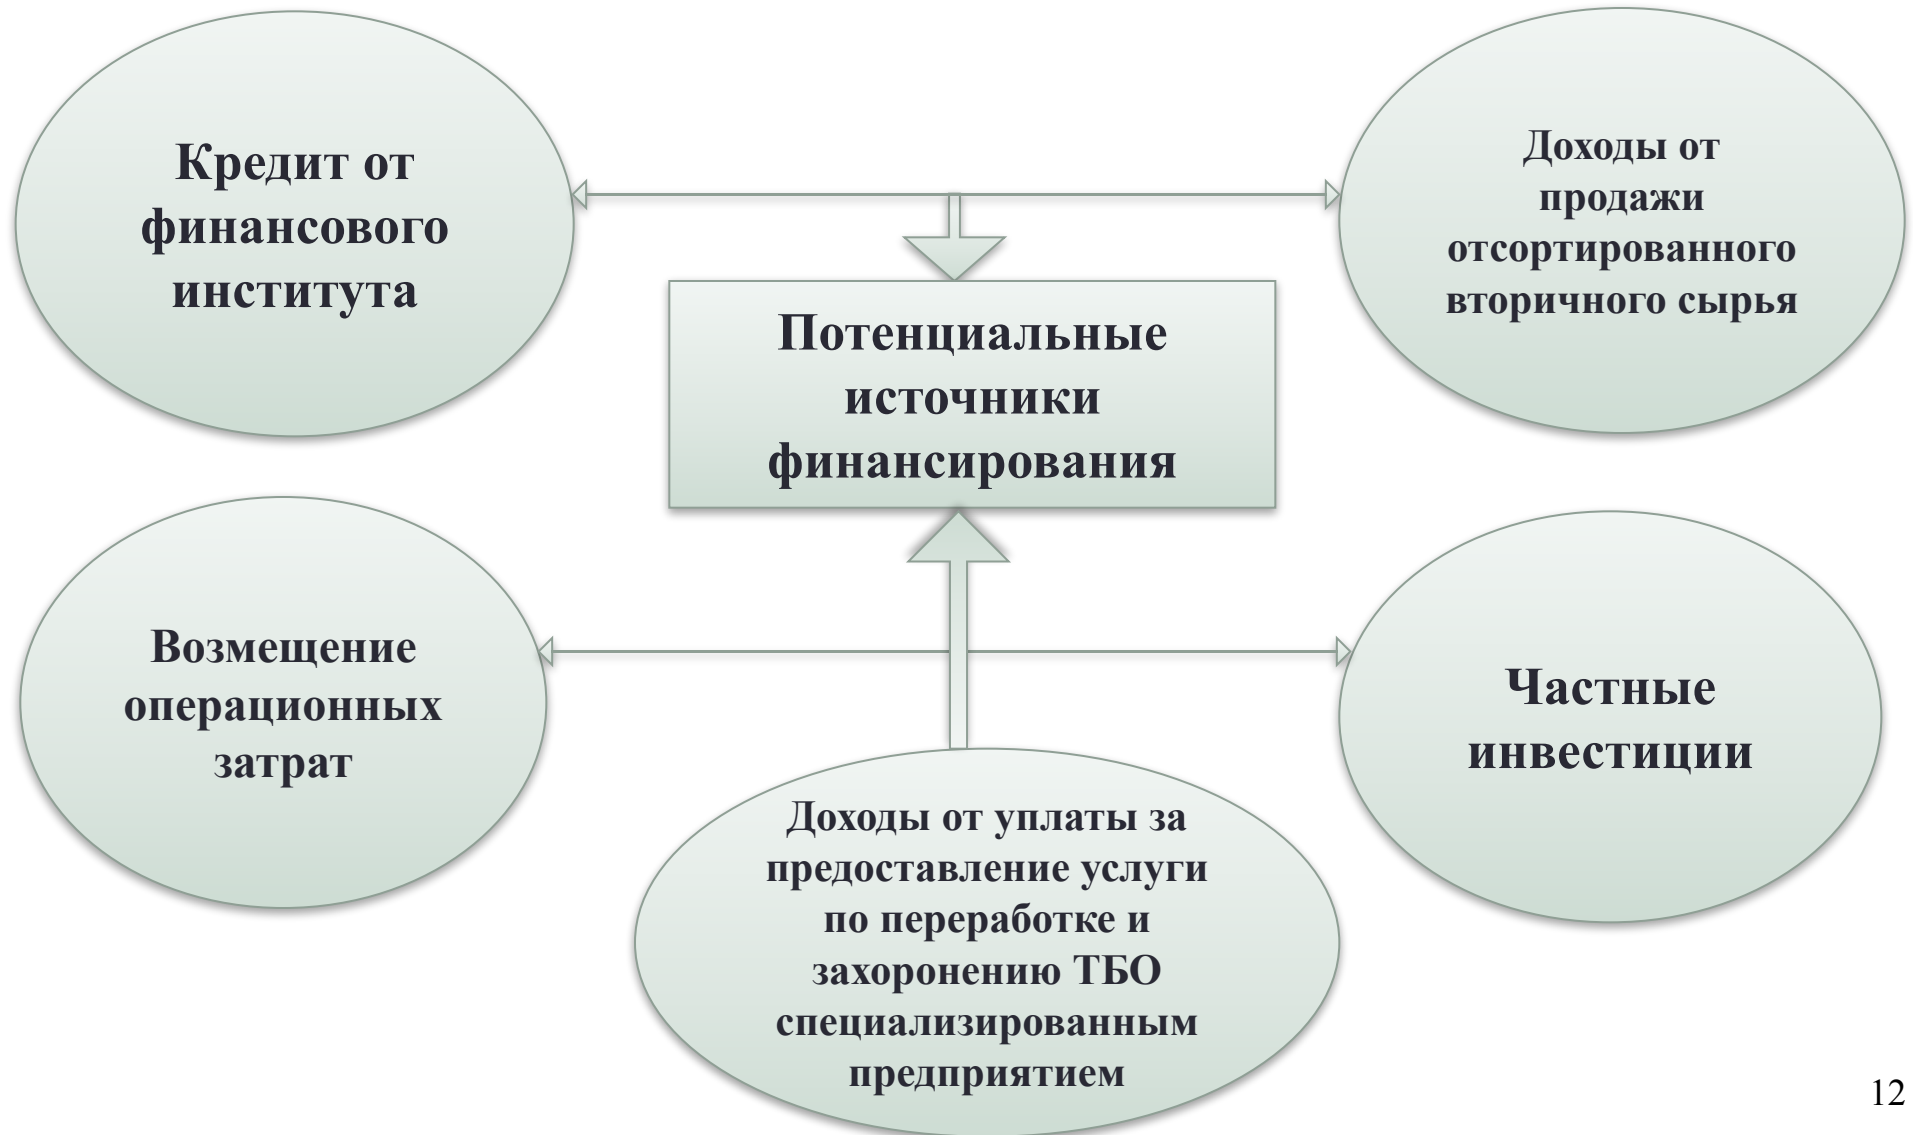 Кредит от
финансового
института
Доходы от
продажи
отсортированного
вторичного сырья
Потенциальные
источники
финансирования
Возмещение
операционных
затрат
Частные
инвестиции
Доходы от уплаты за
предоставление услуги
по переработке и
захоронению ТБО
специализированным
предприятием
12